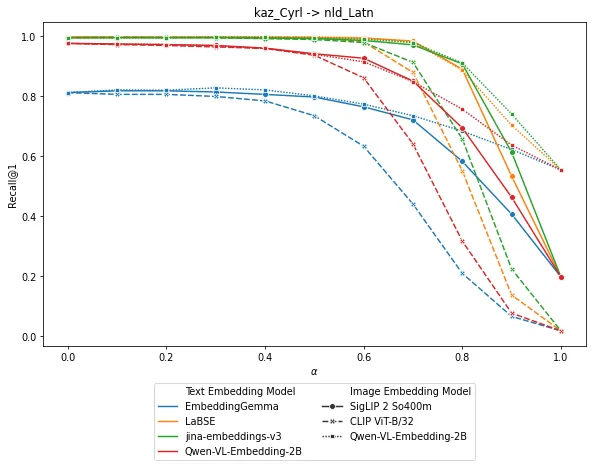 kaz_Cyrl -> nld_Latn
Recall@1
1.0
0.8
0.6
0.4
0.2
0.0
0.0 0.2 0.4 0.6 0.8 1.0
α
Text Embedding Model
EmbeddingGemma
LaBSE
jina-embeddings-v3
Qwen-VL-Embedding-2B
Image Embedding Model
SigLIP 2 So400m
CLIP ViT-B/32
Qwen-VL-Embedding-2B